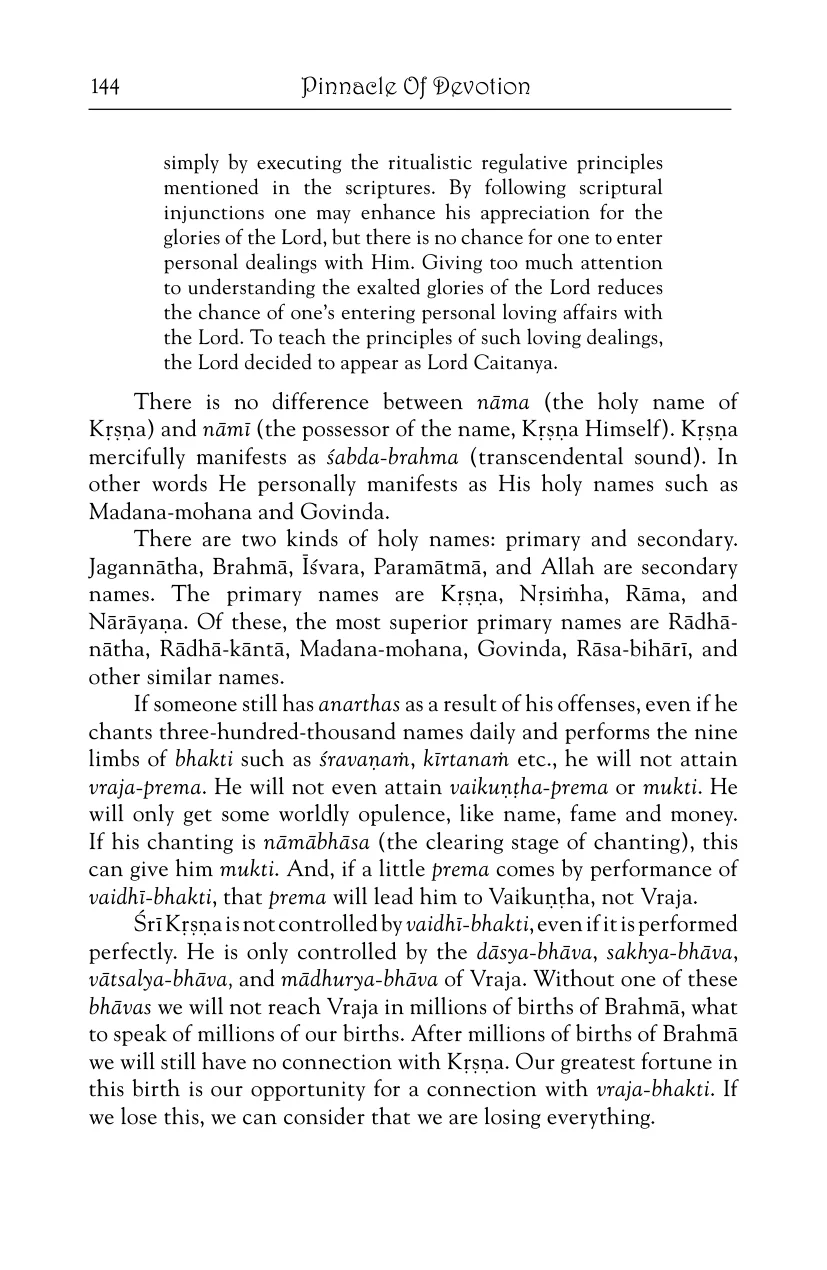 144 Pinnacle Of Devotion
simply by executing the ritualistic regulative principles
mentioned in the scriptures. By following scriptural
injunctions one may enhance his appreciation for the
glories of the Lord, but there is no chance for one to enter
personal dealings with Him. Giving too much attention
to understanding the exalted glories of the Lord reduces
the chance of one’s entering personal loving affairs with
the Lord. To teach the principles of such loving dealings,
the Lord decided to appear as Lord Caitanya.
There is no difference between nāma (the holy name of
Kṛṣṇa) and nāmī (the possessor of the name, Kṛṣṇa Himself). Kṛṣṇa
mercifully manifests as śabda-brahma (transcendental sound). In
other words He personally manifests as His holy names such as
Madana-mohana and Govinda.
There are two kinds of holy names: primary and secondary.
Jagannātha, Brahmā, Īśvara, Paramātmā, and Allah are secondary
names. The primary names are Kṛṣṇa, Nṛsiṁha, Rāma, and
Nārāyaṇa. Of these, the most superior primary names are Rādhā-
nātha, Rādhā-kāntā, Madana-mohana, Govinda, Rāsa-bihārī, and
other similar names.
If someone still has anarthas as a result of his offenses, even if he
chants three-hundred-thousand names daily and performs the nine
limbs of bhakti such as śravaṇaṁ, kīrtanaṁ etc., he will not attain
vraja-prema. He will not even attain vaikuṇṭha-prema or mukti. He
will only get some worldly opulence, like name, fame and money.
If his chanting is nāmābhāsa (the clearing stage of chanting), this
can give him mukti. And, if a little prema comes by performance of
vaidhī-bhakti, that prema will lead him to Vaikuṇṭha, not Vraja.
Śrī Kṛṣṇa is not controlled by vaidhī-bhakti, even if it is performed
perfectly. He is only controlled by the dāsya-bhāva, sakhya-bhāva,
vātsalya-bhāva, and mādhurya-bhāva of Vraja. Without one of these
bhāvas we will not reach Vraja in millions of births of Brahmā, what
to speak of millions of our births. After millions of births of Brahmā
we will still have no connection with Kṛṣṇa. Our greatest fortune in
this birth is our opportunity for a connection with vraja-bhakti. If
we lose this, we can consider that we are losing everything.